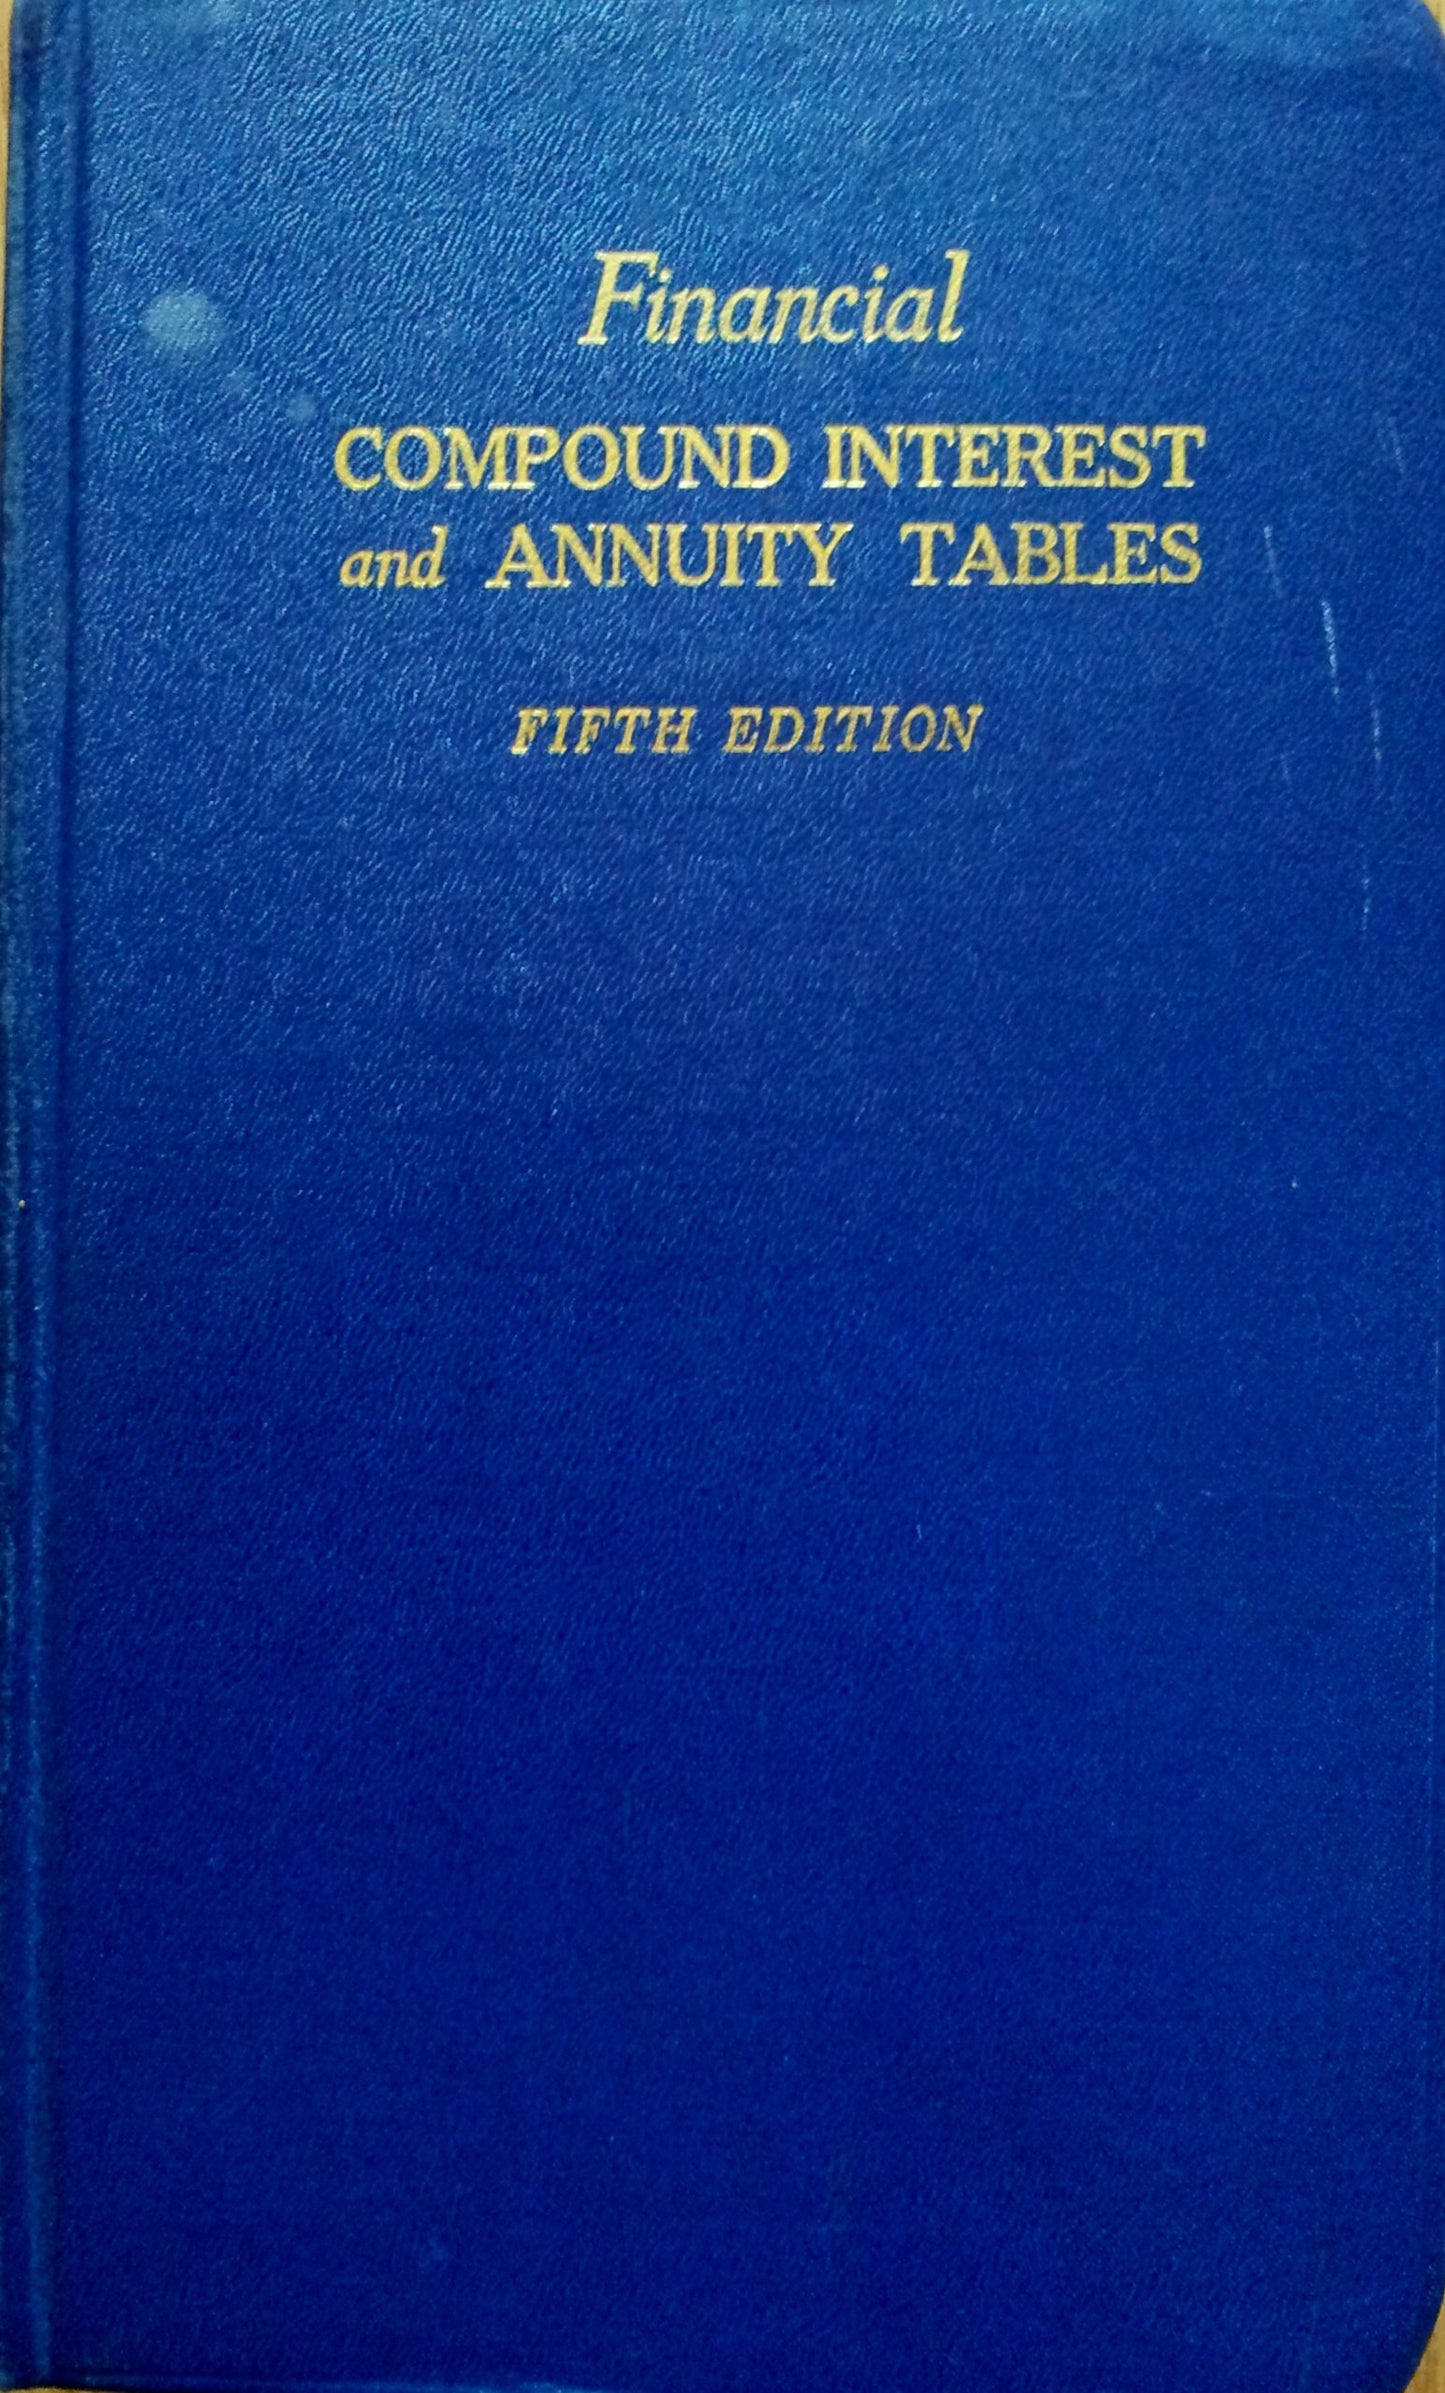 Financial
COMPOUND INTEREST
and ANNUITY TABLES
FIFTH EDITION